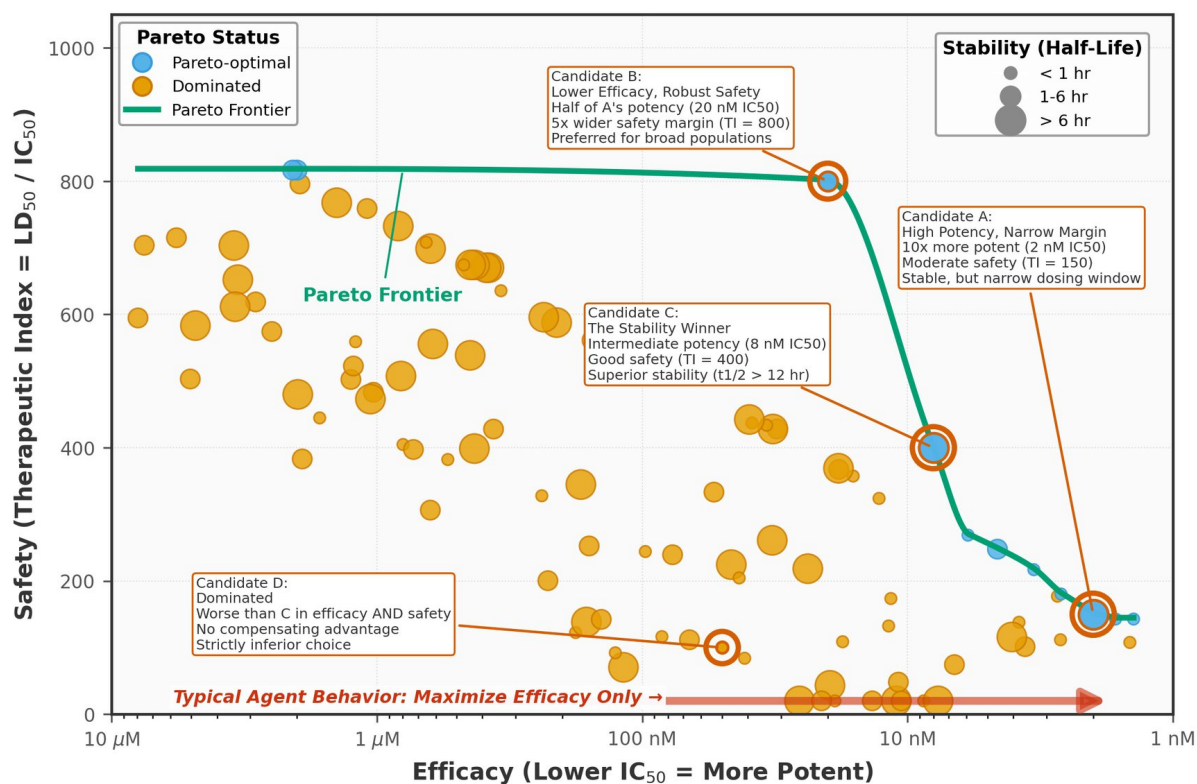 Pareto Status
Pareto-optimal
Dominated
Pareto Frontier
Stability (Half-Life)
< 1 hr
1-6 hr
> 6 hr
Candidate B:
Lower Efficacy, Robust Safety
Half of A's potency (20 nM IC50)
5x wider safety margin (TI = 800)
Preferred for broad populations
Candidate A:
High Potency, Narrow Margin
10x more potent (2 nM IC50)
Moderate safety (TI = 150)
Stable, but narrow dosing window
Pareto Frontier
Candidate C:
The Stability Winner
Intermediate potency (8 nM IC50)
Good safety (TI = 400)
Superior stability (t1/2 > 12 hr)
Candidate D:
Dominated
Worse than C in efficacy AND safety
No compensating advantage
Strictly inferior choice
Typical Agent Behavior: Maximize Efficacy Only →
Safety (Therapeutic Index = LD₅₀ / IC₅₀)
1000
800
600
400
200
0
10 μM
1 μM
100 nM
10 nM
1 nM
Efficacy (Lower IC₅₀ = More Potent)